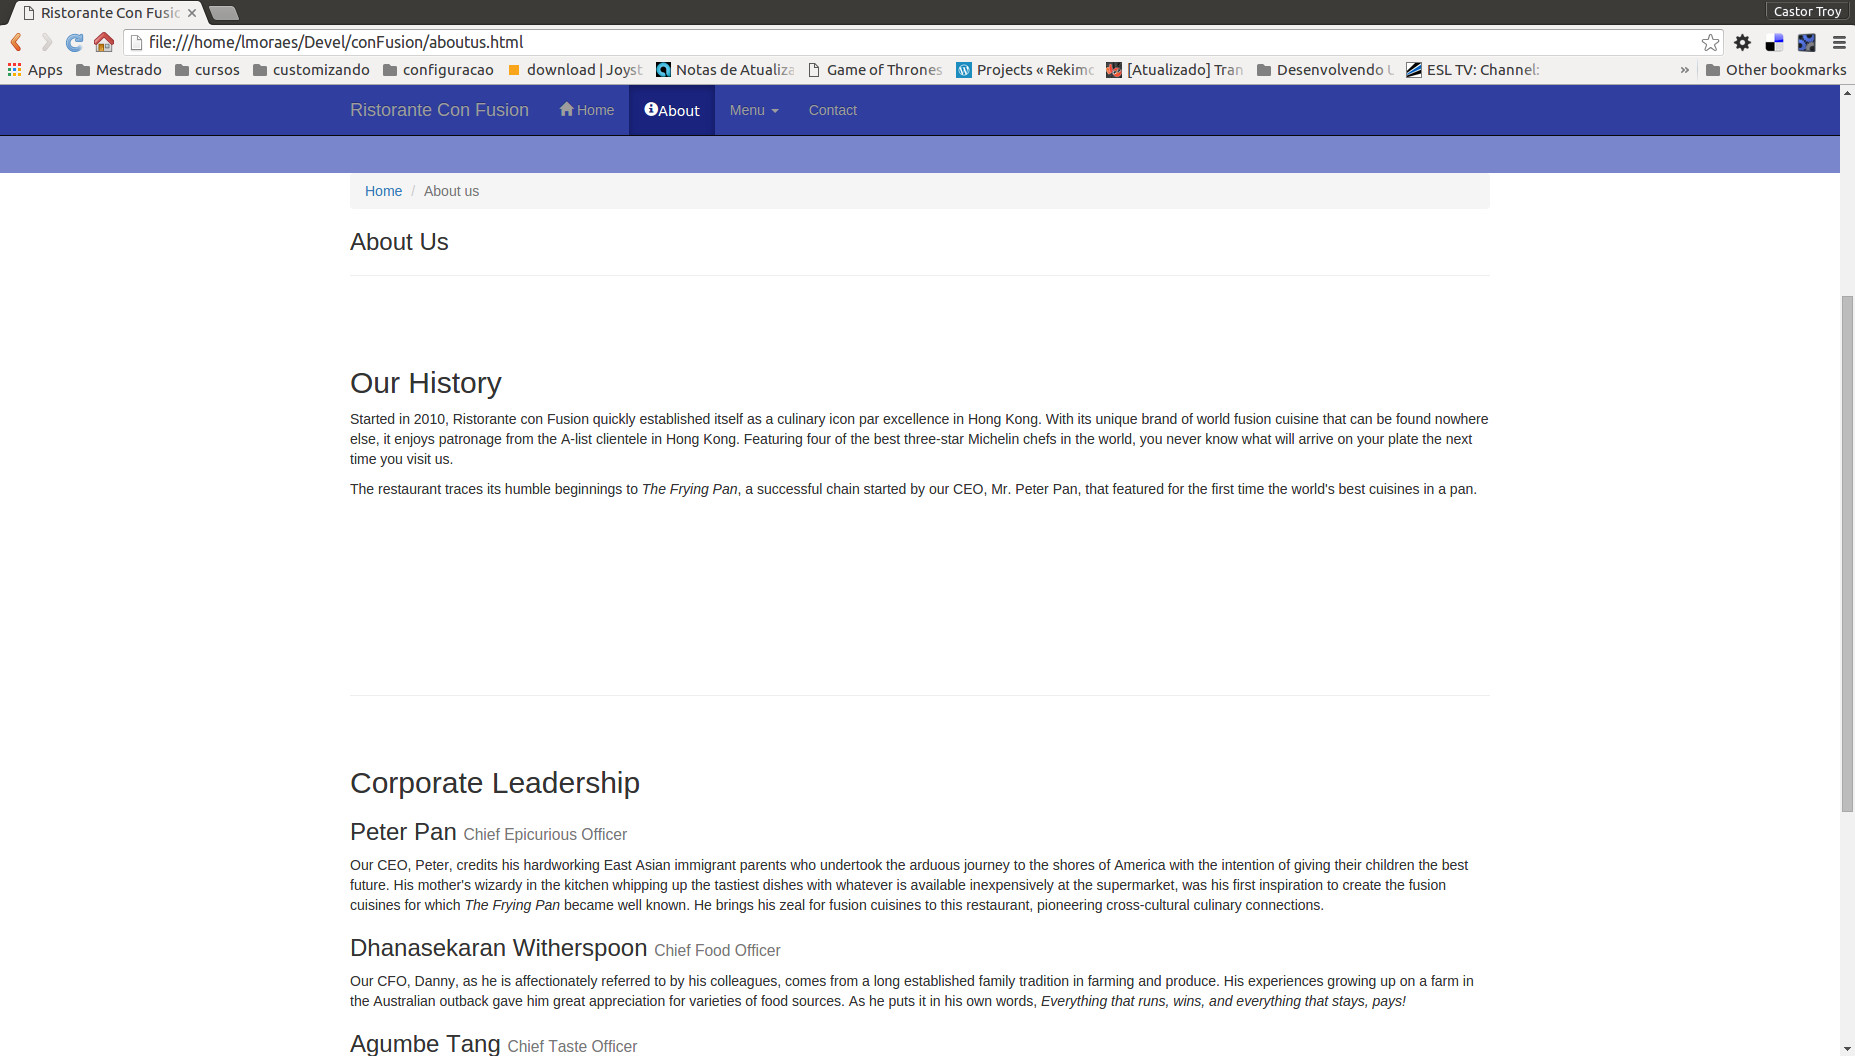 Ristorante Con Fusic
Castor Troy
file:///home/lmoraes/Devel/conFusion/aboutus.html
Apps Mestrado cursos customizando configuracao download | Joyst Notas de Atualiza Game of Thrones Projects « Rekimo [Atualizado] Tran Desenvolvendo U ESL TV: Channel: » Other bookmarks
Ristorante Con Fusion Home About Menu Contact
Home / About us
About Us
Our History
Started in 2010, Ristorante con Fusion quickly established itself as a culinary icon par excellence in Hong Kong. With its unique brand of world fusion cuisine that can be found nowhere
else, it enjoys patronage from the A-list clientele in Hong Kong. Featuring four of the best three-star Michelin chefs in the world, you never know what will arrive on your plate the next
time you visit us.
The restaurant traces its humble beginnings to The Frying Pan, a successful chain started by our CEO, Mr. Peter Pan, that featured for the first time the world's best cuisines in a pan.
Corporate Leadership
Peter Pan Chief Epicurious Officer
Our CEO, Peter, credits his hardworking East Asian immigrant parents who undertook the arduous journey to the shores of America with the intention of giving their children the best
future. His mother's wizardy in the kitchen whipping up the tastiest dishes with whatever is available inexpensively at the supermarket, was his first inspiration to create the fusion
cuisines for which The Frying Pan became well known. He brings his zeal for fusion cuisines to this restaurant, pioneering cross-cultural culinary connections.
Dhanasekaran Witherspoon Chief Food Officer
Our CFO, Danny, as he is affectionately referred to by his colleagues, comes from a long established family tradition in farming and produce. His experiences growing up on a farm in
the Australian outback gave him great appreciation for varieties of food sources. As he puts it in his own words, Everything that runs, wins, and everything that stays, pays!
Agumbe Tang Chief Taste Officer